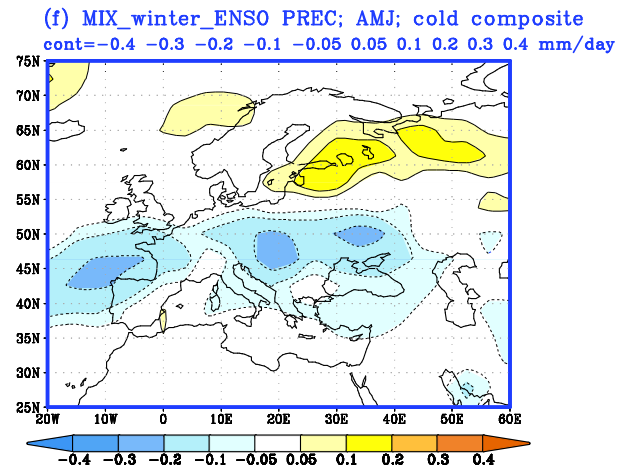 (f) MIX_winter_ENSO PREC; AMJ; cold composite
cont=-0.4 -0.3 -0.2 -0.1 -0.05 0.05 0.1 0.2 0.3 0.4 mm/day
75N
70N
65N
60N
55N
50N
45N
40N
35N
30N
25N
20W 10W 0 10E 20E 30E 40E 50E 60E
-0.4 -0.3 -0.2 -0.1 -0.05 0.05 0.1 0.2 0.3 0.4